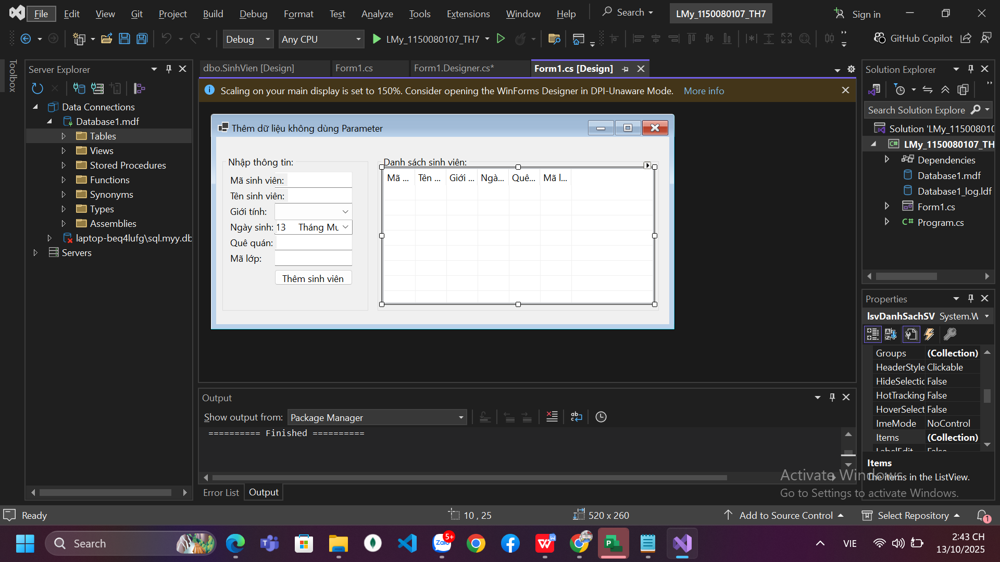 File Edit View Git Project Build Debug Format Test Analyze Tools Extensions Window Help Search LMy_1150080107_TH7 Sign in
Debug Any CPU LMy_1150080107_TH7 GitHub Copilot
Toolbox
Server Explorer
Data Connections
Database1.mdf
Tables
Views
Stored Procedures
Functions
Synonyms
Types
Assemblies
laptop-beq4lufg\sql.myy.db
Servers
dbo.SinhVien [Design] Form1.cs Form1.Designer.cs* Form1.cs [Design]
Scaling on your main display is set to 150%. Consider opening the WinForms Designer in DPI-Unaware Mode. More info
Thêm dữ liệu không dùng Parameter
Nhập thông tin:
Mã sinh viên:
Tên sinh viên:
Giới tính:
Ngày sinh: 13 Tháng Mư
Quê quán:
Mã lớp:
Thêm sinh viên
Danh sách sinh viên:
Mã ... Tên ... Giới ... Ngà... Quê... Mã l...
Output
Show output from: Package Manager
========== Finished ==========
Error List Output
Solution Explorer
Search Solution Explore
Solution 'LMy_115008010
LMy_1150080107_TH
Dependencies
Database1.mdf
Database1_log.ldf
Form1.cs
C# Program.cs
Properties
lsvDanhSachSV System.W
Groups (Collection)
HeaderStyle Clickable
HideSelectic False
HotTracking False
HoverSelect False
ImeMode NoControl
Items (Collection)
LabelEdit False
Items
The items in the ListView.
Activate Windows
Go to Settings to activate Windows.
Ready 10 , 25 520 x 260 Add to Source Control Select Repository 1
Search Zalo 5+ VIE 2:43 CH
13/10/2025